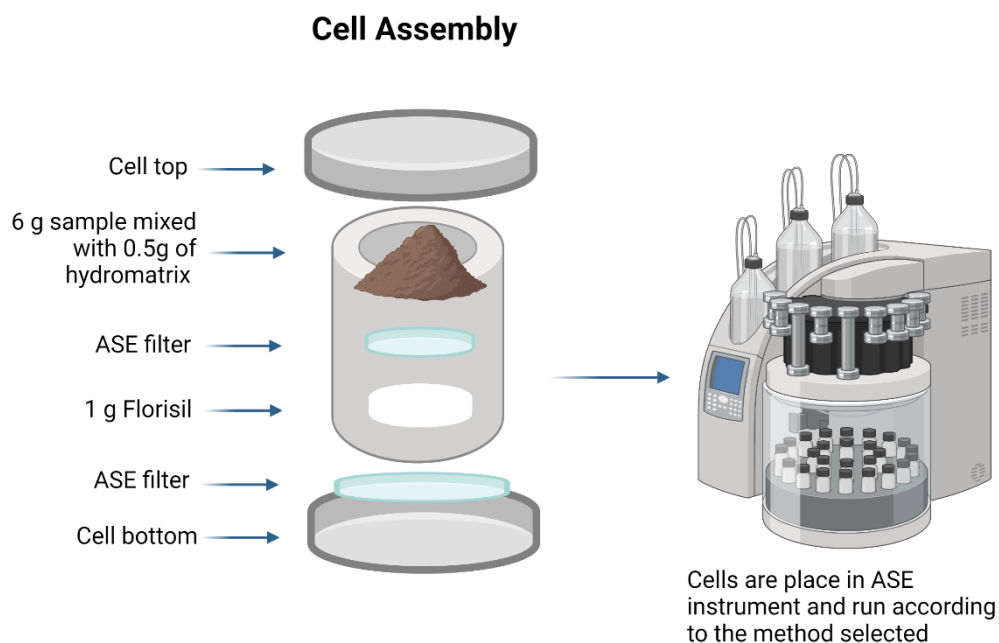 Cell Assembly
Cell top
6 g sample mixed
with 0.5g of
hydromatrix
ASE filter
1 g Florisil
ASE filter
Cell bottom
Cells are place in ASE
instrument and run according
to the method selected